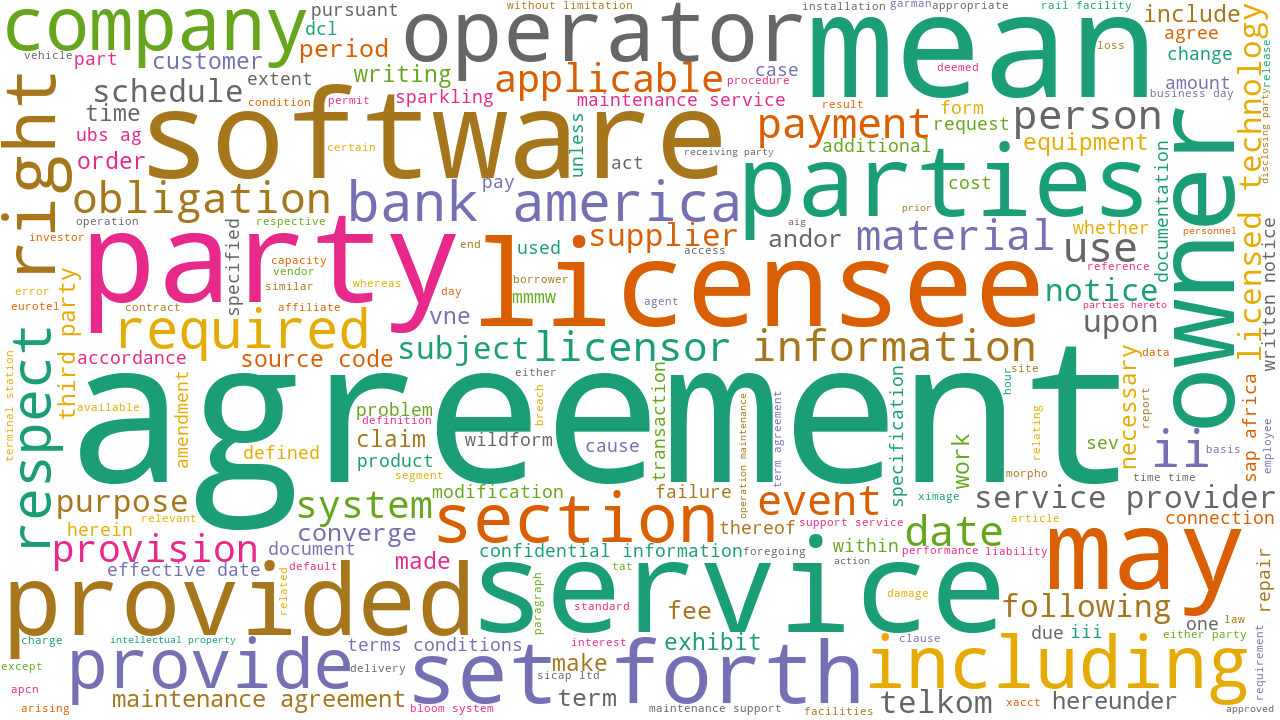 company
pursuant
dcl
without limitation
operator
installation
garman
appropriate
rail facility
mean
include
agree
change
vehicle
part
customer
period
writing
extent
schedule
time
applicable
case
procedure
deemed
loss
amount
business day
release
technology
licensed
disclosing party
right
ubs ag
order
software
condition
permit
sparkling
maintenance service
certain
unless
act
result
payment
additional
form
request
person
equipment
receiving party
obligation
bank america
pay
parties
cost
documentation
owner
operation
respective
investor
party
specified
capacity
vendor
similar
affiliate
whereas
end
day
used
supplier
access
prior
aig
andor
material
whether
use
personnel
reference
written notice
error
eurotel
third party
contract
required
vne
borrower
mmmw
agent
licensee
notice
parties hereto
upon
respect
accordance
source code
subject
licensor
information
data
terminal station
available
amendment
agreement
either
breach
transaction
hour
site
necessary
report
problem
definition
claim
wildform
cause
product
segment
defined
operation maintenance
term agreement
specification
relating
work
sev
ii
basis
sap africa
employee
morpho
time time
purpose
herein
relevant
system
modification
converge
section
failure
thereof
event
support service
ximage
date
service provider
article
connection
provision
document
made
confidential information
foregoing
within
performance
liability
action
may
effective date
default
related
tat
paragraph
standard
service
damage
following
repair
provided
fee
exhibit
due
iii
one
law
either party
charge
intellectual property
terms conditions
interest
clause
requirement
except
provide
delivery
set forth
make
sicap ltd
including
apcn
arising
maintenance agreement
bloom system
term
maintenance support
facilities
telkom
xacct
hereunder
approved